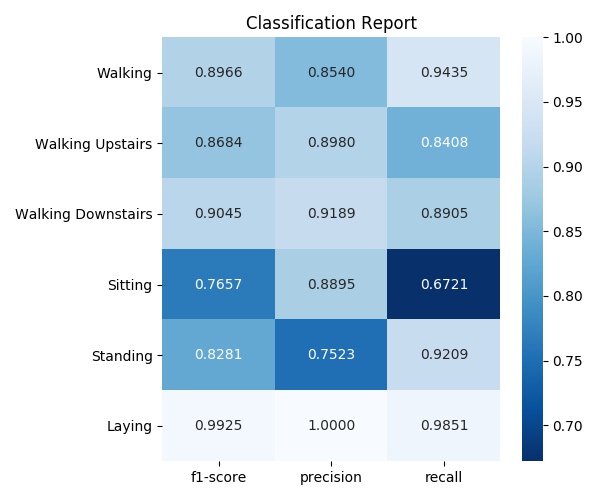 Classification Report
Walking 0.8966 0.8540 0.9435
Walking Upstairs 0.8684 0.8980 0.8408
Walking Downstairs 0.9045 0.9189 0.8905
Sitting 0.7657 0.8895 0.6721
Standing 0.8281 0.7523 0.9209
Laying 0.9925 1.0000 0.9851
f1-score precision recall
1.00
0.95
0.90
0.85
0.80
0.75
0.70